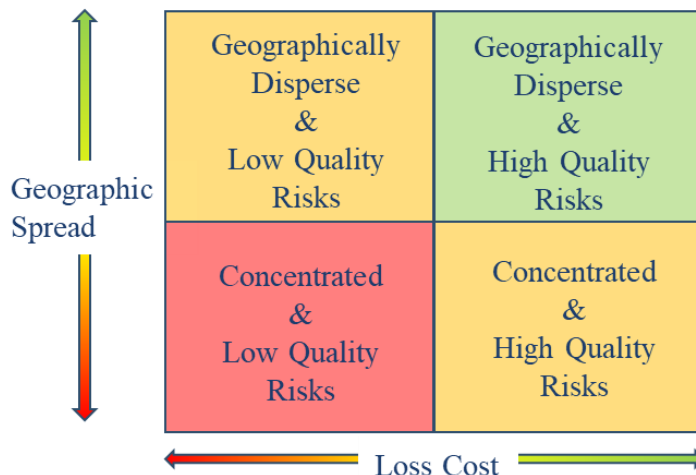 Geographically
Disperse
&
Low Quality
Risks
Geographically
Disperse
&
High Quality
Risks
Geographic
Spread
Concentrated
&
Low Quality
Risks
Concentrated
&
High Quality
Risks
Loss Cost